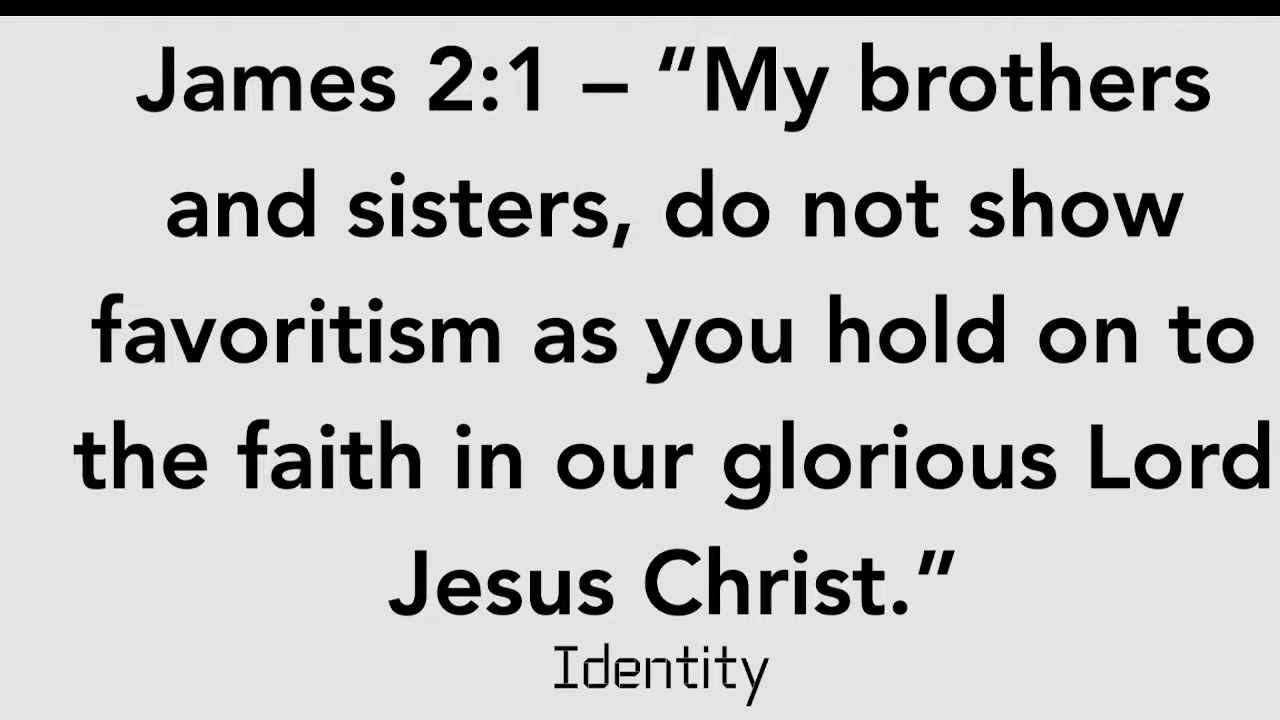 James 2:1 – “My brothers
and sisters, do not show
favoritism as you hold on to
the faith in our glorious Lord
Jesus Christ.”
Identity